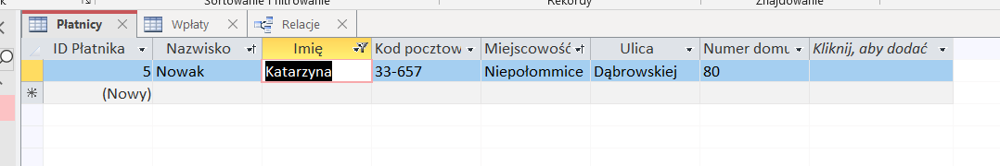 Sortowanie i filtrowanie Rekordy Znajdowanie
Płatnicy Wpłaty Relacje
ID Płatnika Nazwisko Imię Kod pocztow Miejscowość Ulica Numer domu Kliknij, aby dodać
5 Nowak Katarzyna 33-657 Niepołommice Dąbrowskiej 80
(Nowy)